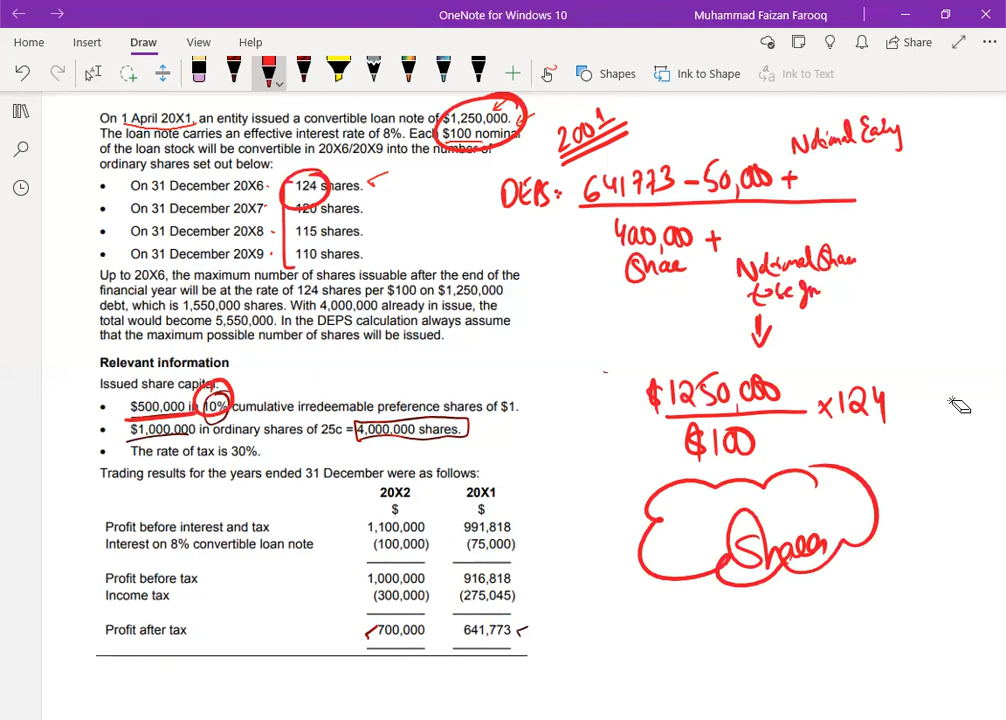 OneNote for Windows 10
Muhammad Faizan Farooq
Home Insert Draw View Help
Share
Shapes Ink to Shape Ink to Text
On 1 April 20X1, an entity issued a convertible loan note of $1,250,000.
The loan note carries an effective interest rate of 8%. Each $100 nominal
of the loan stock will be convertible in 20X6/20X9 into the number of
ordinary shares set out below:
• On 31 December 20X6 124 shares.
• On 31 December 20X7 120 shares.
• On 31 December 20X8 115 shares.
• On 31 December 20X9 110 shares.
Up to 20X6, the maximum number of shares issuable after the end of the
financial year will be at the rate of 124 shares per $100 on $1,250,000
debt, which is 1,550,000 shares. With 4,000,000 already in issue, the
total would become 5,550,000. In the DEPS calculation always assume
that the maximum possible number of shares will be issued.
Relevant information
Issued share capital:
• $500,000 in 10% cumulative irredeemable preference shares of $1.
• $1,000,000 in ordinary shares of 25c = 4,000,000 shares.
• The rate of tax is 30%.
Trading results for the years ended 31 December were as follows:
20X2 20X1
$ $
Profit before interest and tax 1,100,000 991,818
Interest on 8% convertible loan note (100,000) (75,000)
Profit before tax 1,000,000 916,818
Income tax (300,000) (275,045)
Profit after tax 700,000 641,773
Notional
DEPS = 641773 - 50,000 +
400,000 +
Share
Notional Share
to be
$1250,000
× 124
$100
Shares